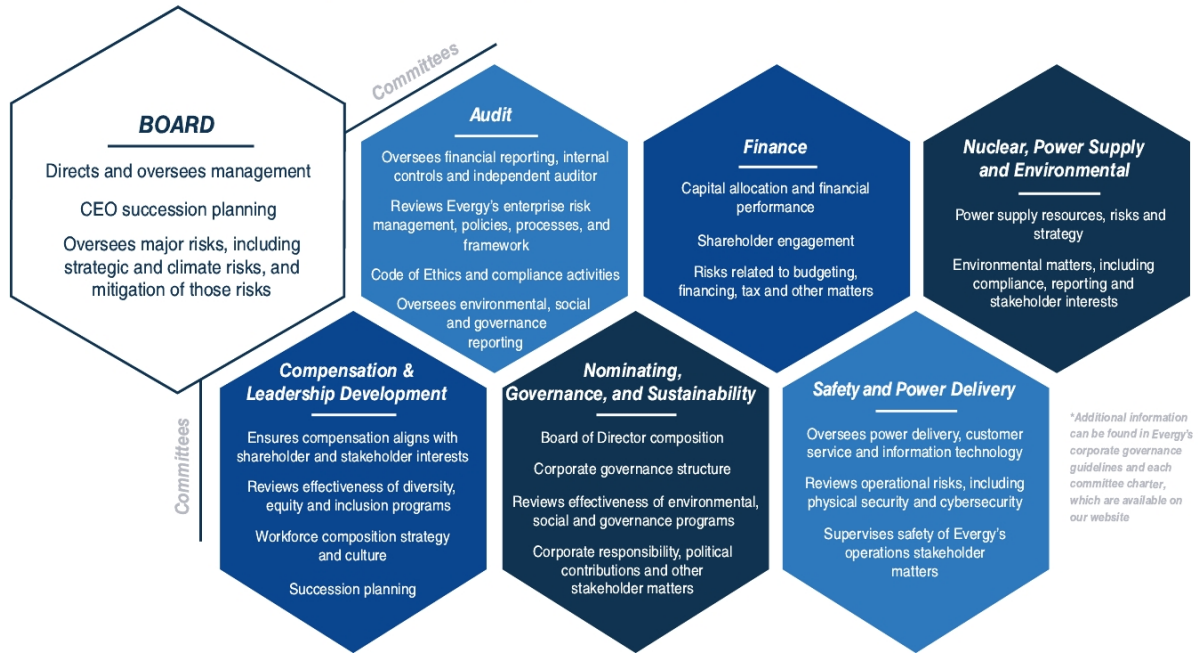 BOARD
Directs and oversees management
CEO succession planning
Oversees major risks, including
strategic and climate risks, and
mitigation of those risks
Committees
Audit
Oversees financial reporting, internal
controls and independent auditor
Reviews Evergy's enterprise risk
management, policies, processes, and
framework
Code of Ethics and compliance activities
Oversees environmental, social
and governance
reporting
Finance
Capital allocation and financial
performance
Shareholder engagement
Risks related to budgeting,
financing, tax and other matters
Nuclear, Power Supply
and Environmental
Power supply resources, risks and
strategy
Environmental matters, including
compliance, reporting and
stakeholder interests
Committees
Compensation &
Leadership Development
Ensures compensation aligns with
shareholder and stakeholder interests
Reviews effectiveness of diversity,
equity and inclusion programs
Workforce composition strategy
and culture
Succession planning
Nominating,
Governance, and Sustainability
Board of Director composition
Corporate governance structure
Reviews effectiveness of environmental,
social and governance programs
Corporate responsibility, political
contributions and other
stakeholder matters
Safety and Power Delivery
Oversees power delivery, customer
service and information technology
Reviews operational risks, including
physical security and cybersecurity
Supervises safety of Evergy's
operations stakeholder
matters
*Additional information
can be found in Evergy's
corporate governance
guidelines and each
committee charter,
which are available on
our website